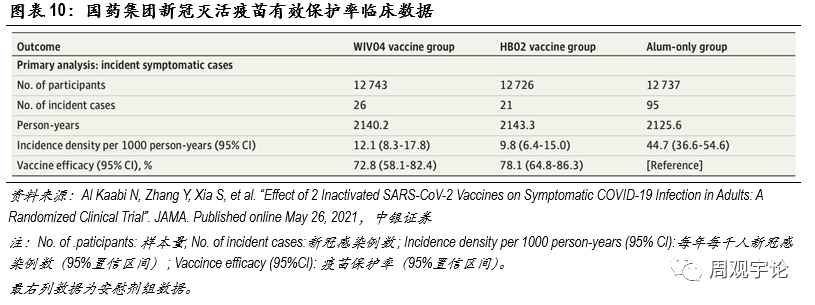 图表 10：国药集团新冠灭活疫苗有效保护率临床数据
Outcome WIV04 vaccine group HB02 vaccine group Alum-only group
Primary analysis: incident symptomatic cases
No. of participants 12 743 12 726 12 737
No. of incident cases 26 21 95
Person-years 2140.2 2143.3 2125.6
Incidence density per 1000 person-years (95% CI) 12.1 (8.3-17.8) 9.8 (6.4-15.0) 44.7 (36.6-54.6)
Vaccine efficacy (95% CI), % 72.8 (58.1-82.4) 78.1 (64.8-86.3) [Reference]
资料来源：Al Kaabi N, Zhang Y, Xia S, et al. “Effect of 2 Inactivated SARS-CoV-2 Vaccines on Symptomatic COVID-19 Infection in Adults: A
Randomized Clinical Trial”. JAMA. Published online May 26, 2021，中银证券
注：No. of .paticipants: 样本量; No. of incident cases: 新冠感染例数; Incidence density per 1000 person-years (95% CI): 每年每千人新冠感
染例数（95%置信区间）; Vaccince efficacy (95%CI): 疫苗保护率（95%置信区间）。
最右列数据为安慰剂组数据。
周观宇论